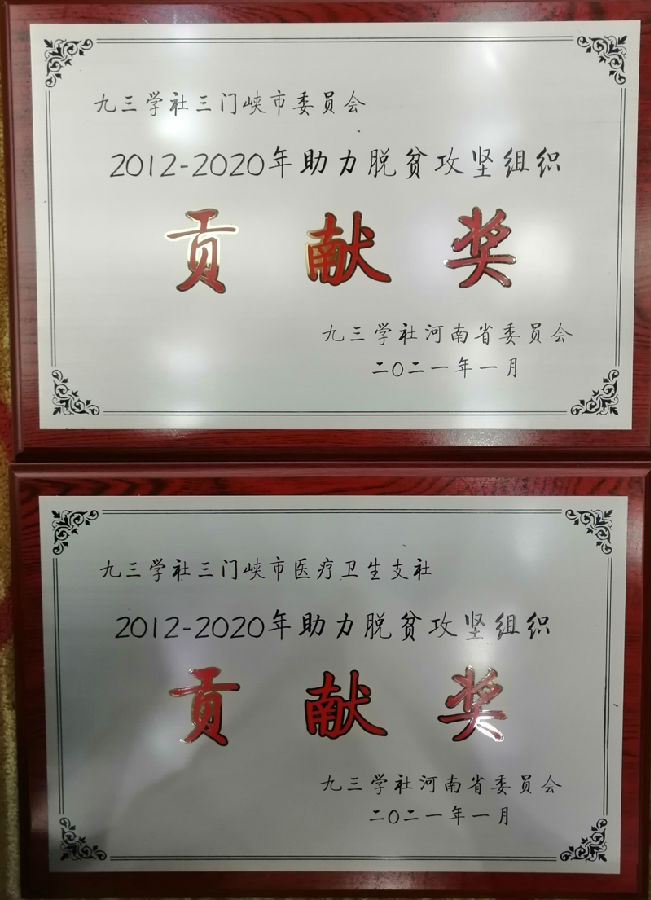 九三学社三门峡市委员会
2012-2020年助力脱贫攻坚组织
贡献奖
九三学社河南省委员会
二〇二一年一月
九三学社三门峡市医疗卫生支社
2012-2020年助力脱贫攻坚组织
贡献奖
九三学社河南省委员会
二〇二一年一月